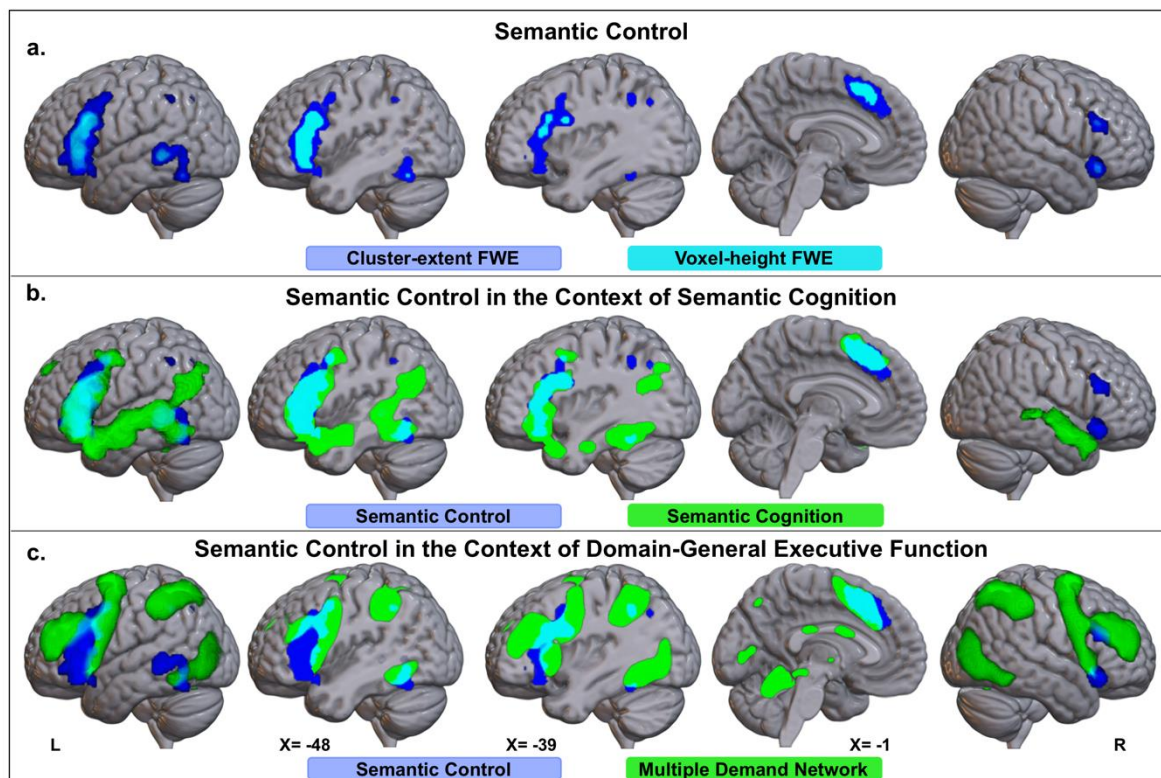 a.
Semantic Control
Cluster-extent FWE
Voxel-height FWE
b.
Semantic Control in the Context of Semantic Cognition
Semantic Control
Semantic Cognition
c.
Semantic Control in the Context of Domain-General Executive Function
L
X= -48
X= -39
X= -1
R
Semantic Control
Multiple Demand Network